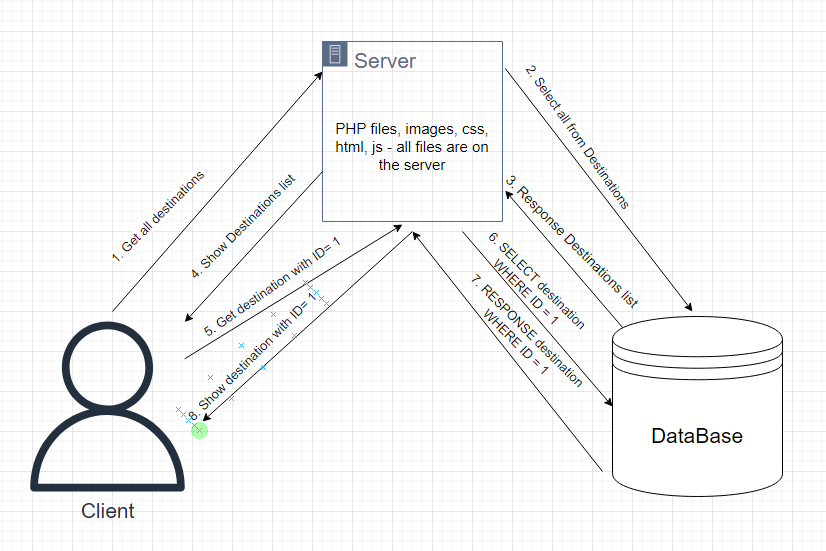 Server
PHP files, images, css,
html, js - all files are on
the server
1. Get all destinations
2. Select all from Destinations
3. Response Destinations list
4. Show Destinations list
5. Get destination with ID= 1
6. SELECT destination
WHERE ID = 1
7. RESPONSE destination
WHERE ID = 1
8. Show destination with ID= 1
DataBase
Client